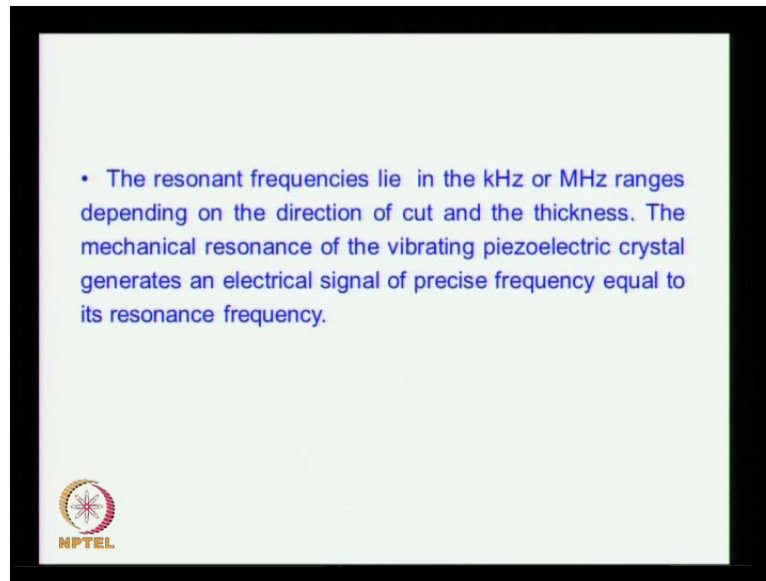 • The resonant frequencies lie in the kHz or MHz ranges
depending on the direction of cut and the thickness. The
mechanical resonance of the vibrating piezoelectric crystal
generates an electrical signal of precise frequency equal to
its resonance frequency.
NPTEL